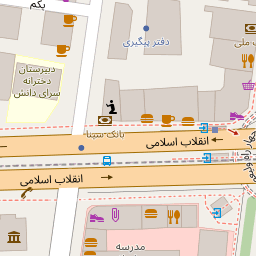 یکم
دفتر پیگیری
ملی
دبیرستان
دخترانه
سرای دانش
بانک سینا
انقلاب اسلامی
انقلاب اسلامی
مدرسه